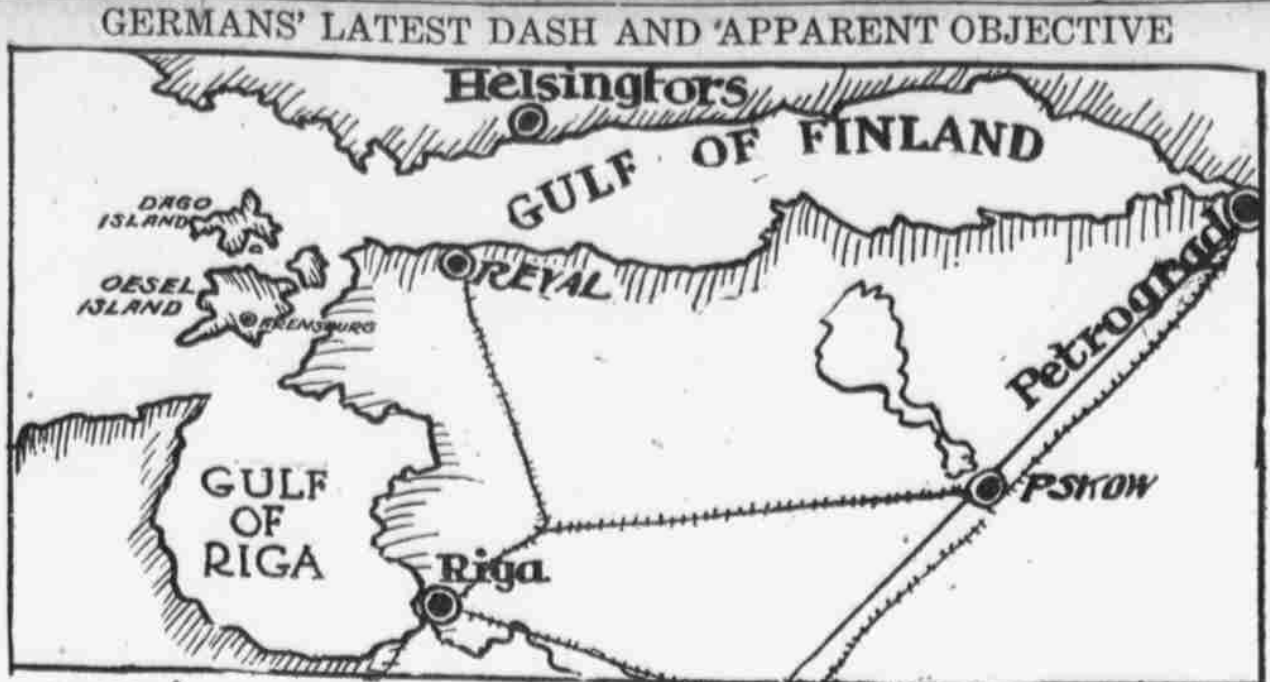 GERMANS' LATEST DASH AND 'APPARENT OBJECTIVE
Helsingfors
GULF OF FINLAND
DAGO
ISLAND
OESEL
ISLAND
ARENSBURG
REVAL
Petrograd
PSKOW
GULF
OF
RIGA
Riga